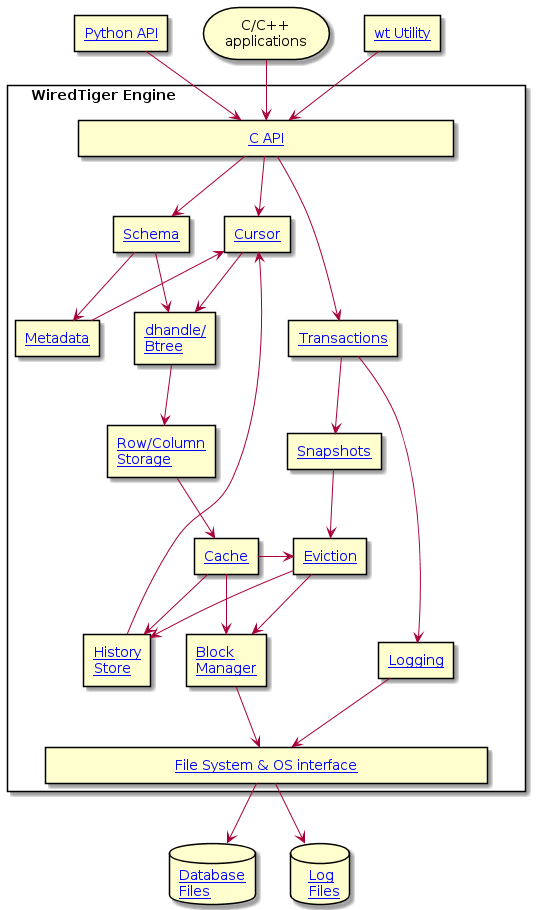 Python API
C/C++
applications
wt Utility
WiredTiger Engine
C API
Schema
Cursor
Metadata
dhandle/
Btree
Transactions
Row/Column
Storage
Snapshots
Cache
Eviction
History
Store
Block
Manager
Logging
File System & OS interface
Database
Files
Log
Files